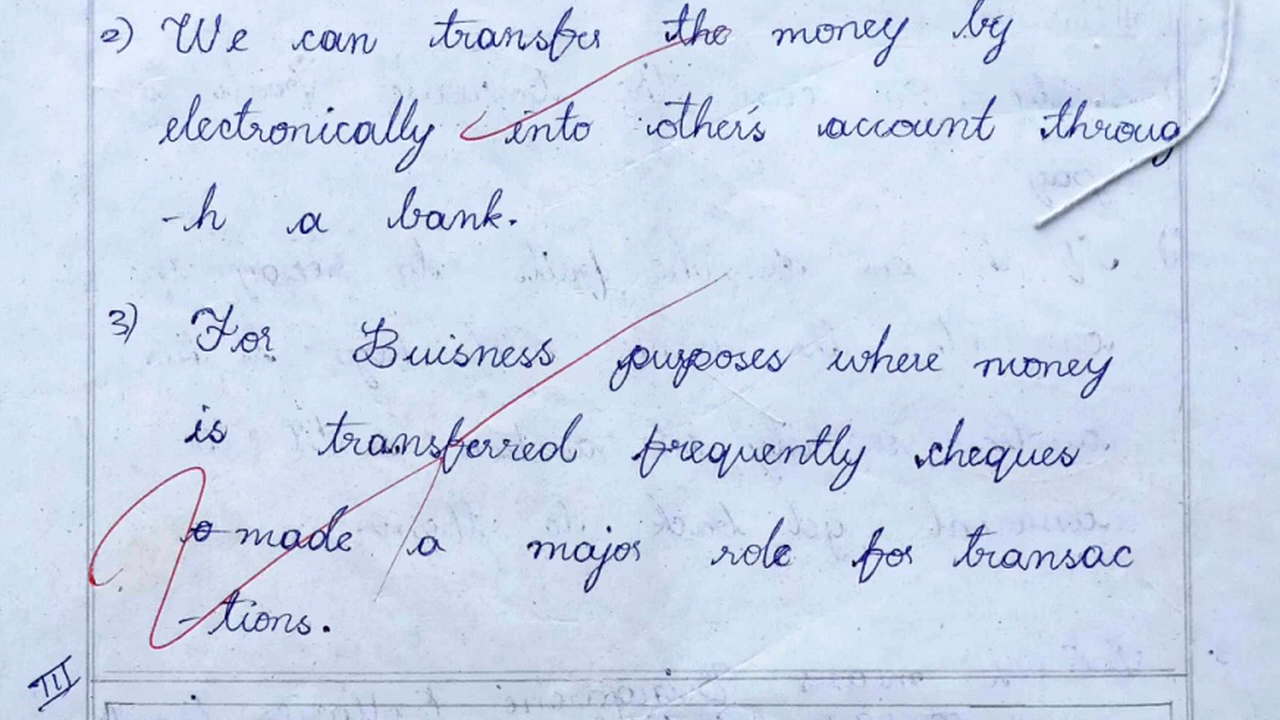 2) We can transfer the money by
electronically into other's account throug
-h a bank.
3) For Buisness purposes where money
is transferred frequently cheques
made a major role for transac
-tions.
III